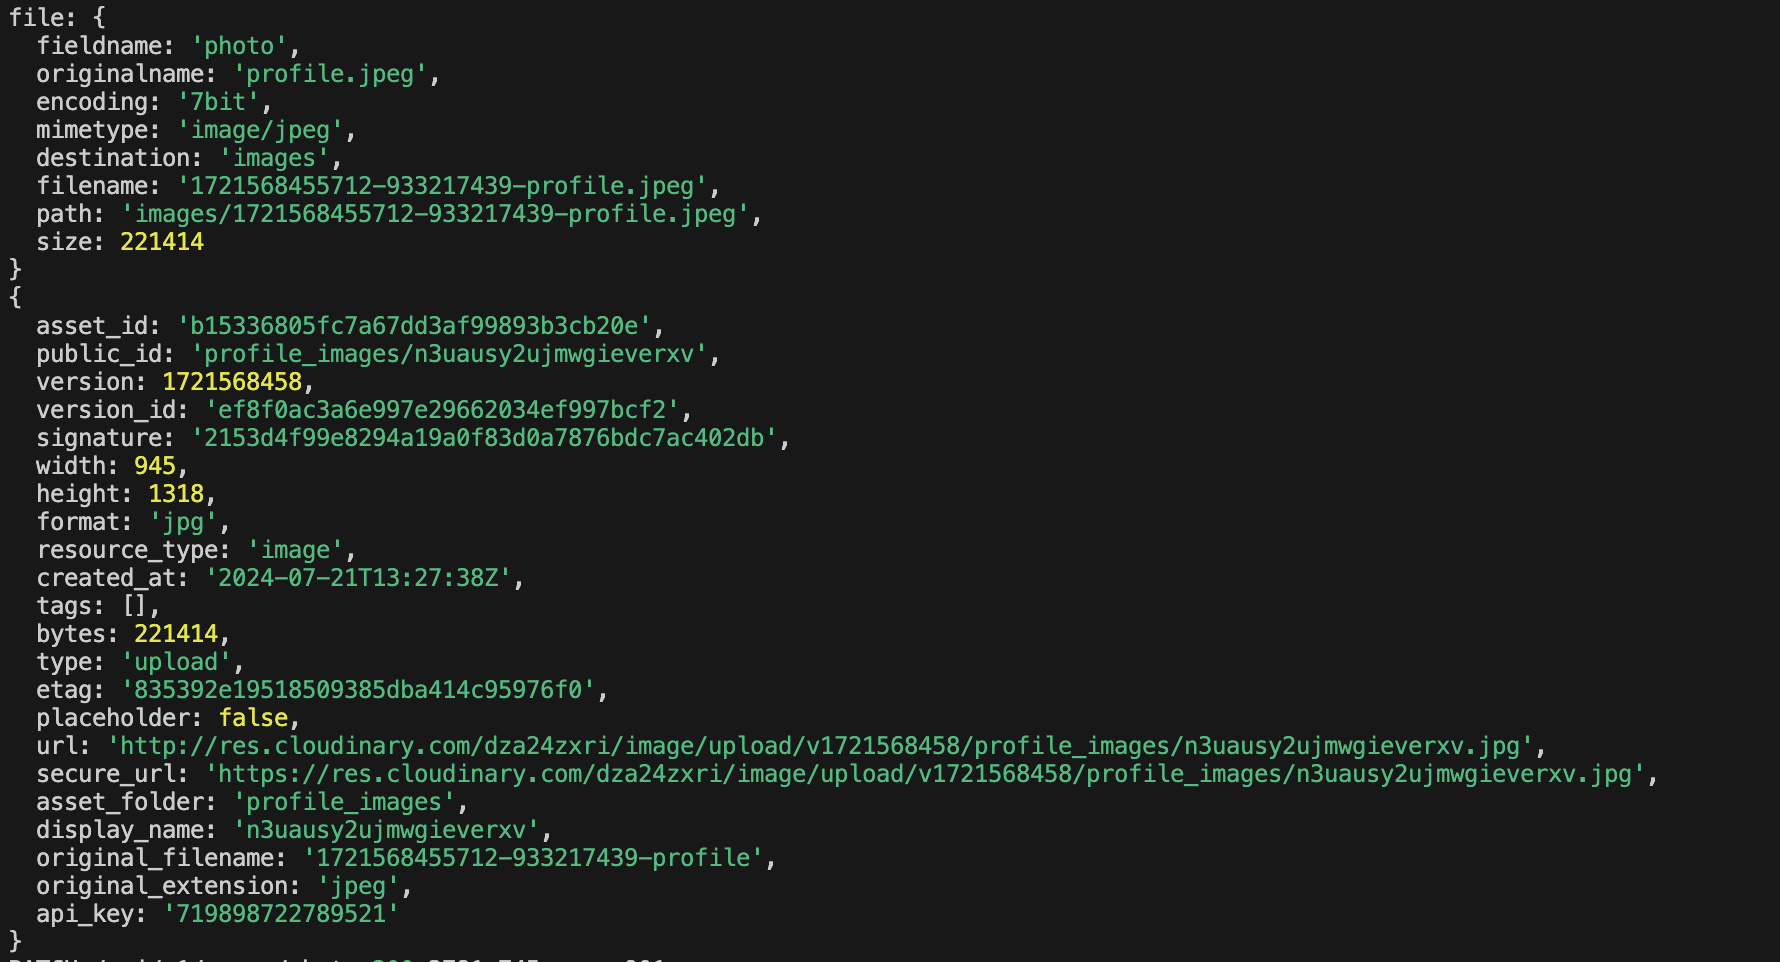 file: {
  fieldname: 'photo',
  originalname: 'profile.jpeg',
  encoding: '7bit',
  mimetype: 'image/jpeg',
  destination: 'images',
  filename: '1721568455712-933217439-profile.jpeg',
  path: 'images/1721568455712-933217439-profile.jpeg',
  size: 221414
}
{
  asset_id: 'b15336805fc7a67dd3af99893b3cb20e',
  public_id: 'profile_images/n3uausy2ujmwgieverxv',
  version: 1721568458,
  version_id: 'ef8f0ac3a6e997e29662034ef997bcf2',
  signature: '2153d4f99e8294a19a0f83d0a7876bdc7ac402db',
  width: 945,
  height: 1318,
  format: 'jpg',
  resource_type: 'image',
  created_at: '2024-07-21T13:27:38Z',
  tags: [],
  bytes: 221414,
  type: 'upload',
  etag: '835392e19518509385dba414c95976f0',
  placeholder: false,
  url: 'http://res.cloudinary.com/dza24zxri/image/upload/v1721568458/profile_images/n3uausy2ujmwgieverxv.jpg',
  secure_url: 'https://res.cloudinary.com/dza24zxri/image/upload/v1721568458/profile_images/n3uausy2ujmwgieverxv.jpg',
  asset_folder: 'profile_images',
  display_name: 'n3uausy2ujmwgieverxv',
  original_filename: '1721568455712-933217439-profile',
  original_extension: 'jpeg',
  api_key: '719898722789521'
}